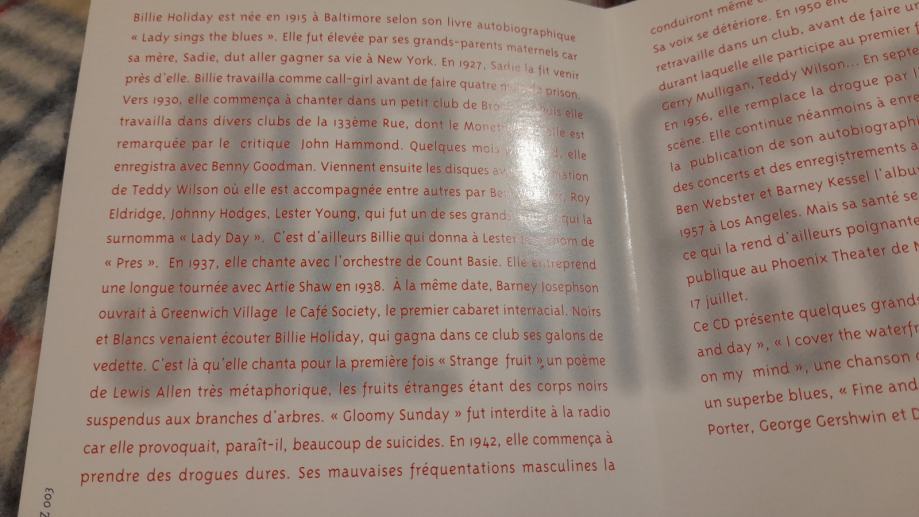 Billie Holiday est née en 1915 à Baltimore selon son livre autobiographique
« Lady sings the blues ». Elle fut élevée par ses grands-parents maternels car
sa mère, Sadie, dut aller gagner sa vie à New York. En 1927, Sadie la fit venir
près d'elle. Billie travailla comme call-girl avant de faire quatre prison.
Vers 1930, elle commença à chanter dans un petit club de elle
travailla dans divers clubs de la 133ème Rue, dont le elle est
remarquée par le critique John Hammond. Quelques mois elle
enregistra avec Benny Goodman. Viennent ensuite les disques
de Teddy Wilson où elle est accompagnée entre autres par Roy
Eldridge, Johnny Hodges, Lester Young, qui fut un de ses qui la
surnomma « Lady Day ». C'est d'ailleurs Billie qui donna à Lester de
« Pres ». En 1937, elle chante avec l'orchestre de Count Basie. Elle entreprend
une longue tournée avec Artie Shaw en 1938. À la même date, Barney Josephson
ouvrait à Greenwich Village le Café Society, le premier cabaret interracial. Noirs
et Blancs venaient écouter Billie Holiday, qui gagna dans ce club ses galons de
vedette. C'est là qu'elle chanta pour la première fois « Strange fruit », un poème
de Lewis Allen très métaphorique, les fruits étranges étant des corps noirs
suspendus aux branches d'arbres. « Gloomy Sunday » fut interdite à la radio
car elle provoquait, paraît-il, beaucoup de suicides. En 1942, elle commença à
prendre des drogues dures. Ses mauvaises fréquentations masculines la
Z 003
conduiront même
Sa voix se détériore. En 1950
retravaille dans un club, avant de faire
durant laquelle elle participe au premier
Gerry Mulligan, Teddy Wilson... En
En 1956, elle remplace la drogue par
scène. Elle continue néanmoins à
la publication de son
des concerts et des enregistrements
Ben Webster et Barney Kessel
1957 à Los Angeles. Mais sa santé
ce qui la rend d'ailleurs poignante
publique au Phoenix Theater de
17 juillet.
Ce CD présente quelques
and day », « I cover the
on my mind », une chanson
un superbe blues, « Fine and
Porter, George Gershwin et